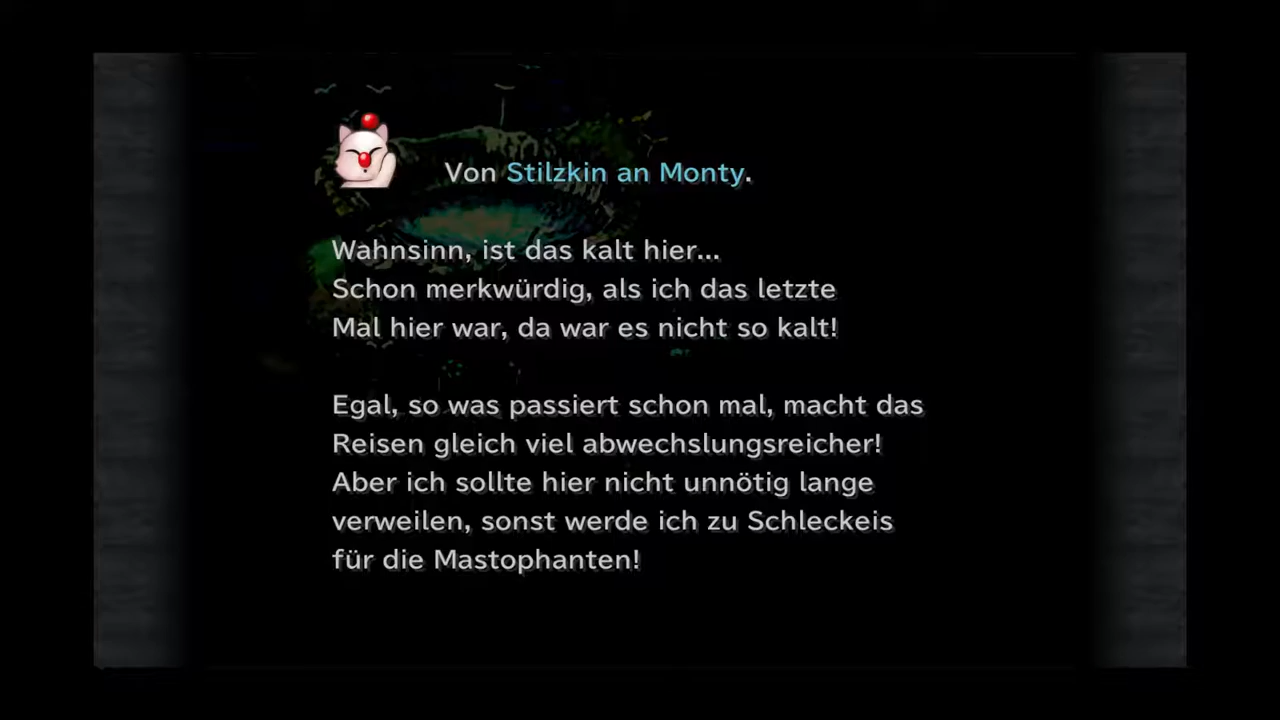 Von Stilzkin an Monty.
Wahnsinn, ist das kalt hier...
Schon merkwürdig, als ich das letzte
Mal hier war, da war es nicht so kalt!
Egal, so was passiert schon mal, macht das
Reisen gleich viel abwechslungsreicher!
Aber ich sollte hier nicht unnötig lange
verweilen, sonst werde ich zu Schleckeis
für die Mastophanten!